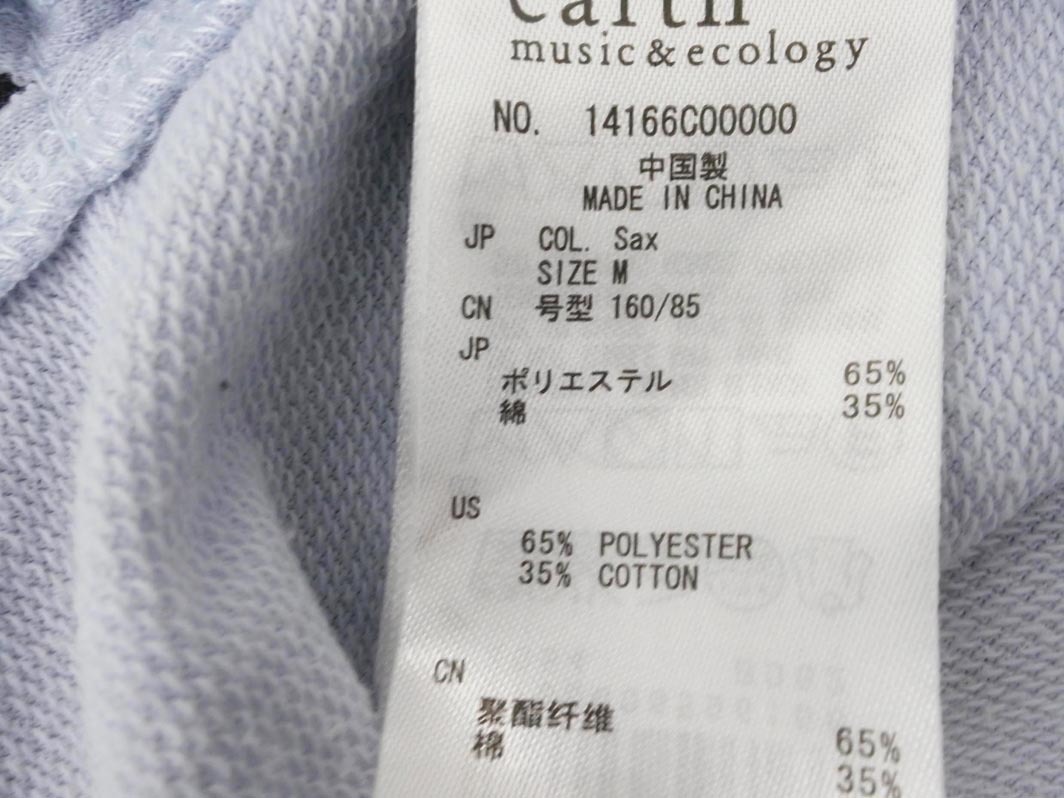 earth
music & ecology
NO. 14166C00000
中国製
MADE IN CHINA
JP COL. Sax
SIZE M
CN 号型 160/85
JP
ポリエステル 65%
綿 35%
US
65% POLYESTER
35% COTTON
CN
聚酯纤维 65%
棉 35%